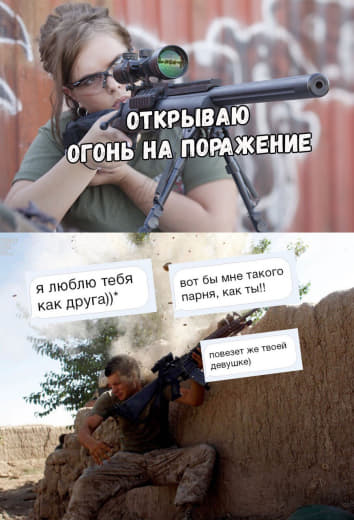 ОТКРЫВАЮ
ОГОНЬ НА ПОРАЖЕНИЕ
я люблю тебя
как друга))*
вот бы мне такого
парня, как ты!!
повезет же твоей
девушке)